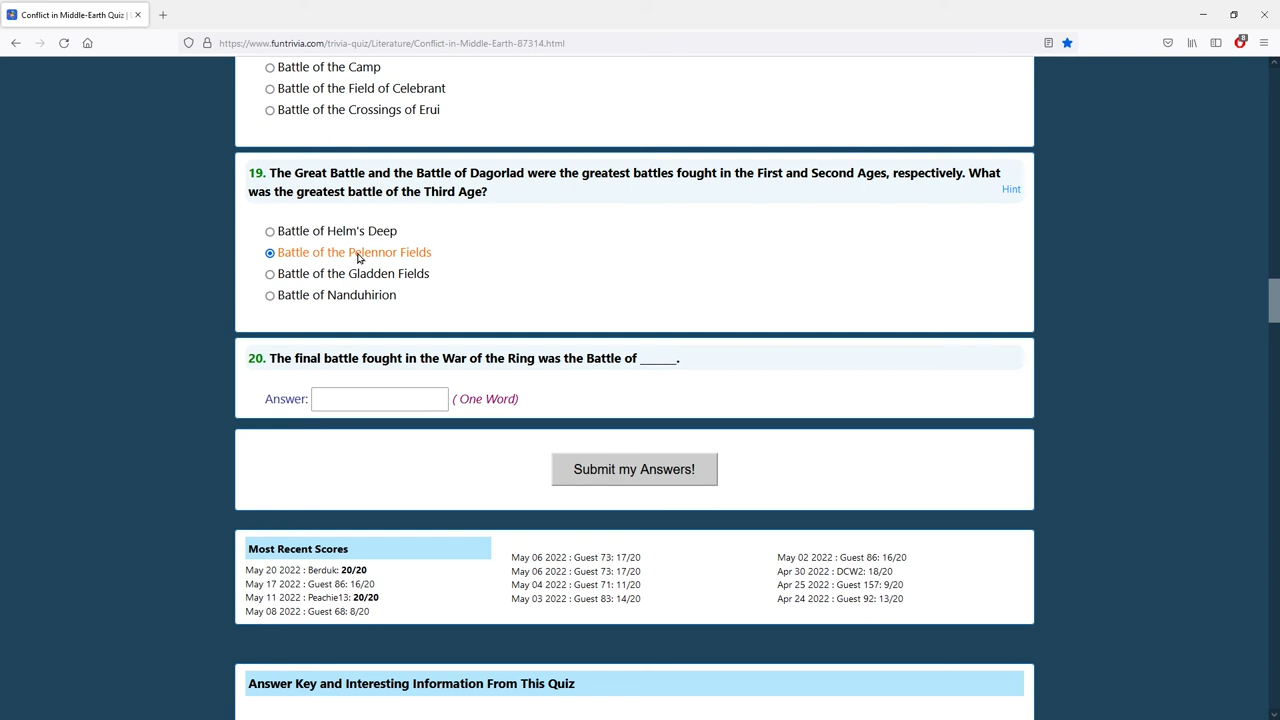 Conflict in Middle-Earth Quiz |
https://www.funtrivia.com/trivia-quiz/Literature/Conflict-in-Middle-Earth-87314.html
Battle of the Camp
Battle of the Field of Celebrant
Battle of the Crossings of Erui
19. The Great Battle and the Battle of Dagorlad were the greatest battles fought in the First and Second Ages, respectively. What
was the greatest battle of the Third Age?
Hint
Battle of Helm's Deep
Battle of the Pelennor Fields
Battle of the Gladden Fields
Battle of Nanduhirion
20. The final battle fought in the War of the Ring was the Battle of ______.
Answer: ( One Word)
Submit my Answers!
Most Recent Scores
May 20 2022 : Berduk: 20/20
May 17 2022 : Guest 86: 16/20
May 11 2022 : Peachie13: 20/20
May 08 2022 : Guest 68: 8/20
May 06 2022 : Guest 73: 17/20
May 06 2022 : Guest 73: 17/20
May 04 2022 : Guest 71: 11/20
May 03 2022 : Guest 83: 14/20
May 02 2022 : Guest 86: 16/20
Apr 30 2022 : DCW2: 18/20
Apr 25 2022 : Guest 157: 9/20
Apr 24 2022 : Guest 92: 13/20
Answer Key and Interesting Information From This Quiz